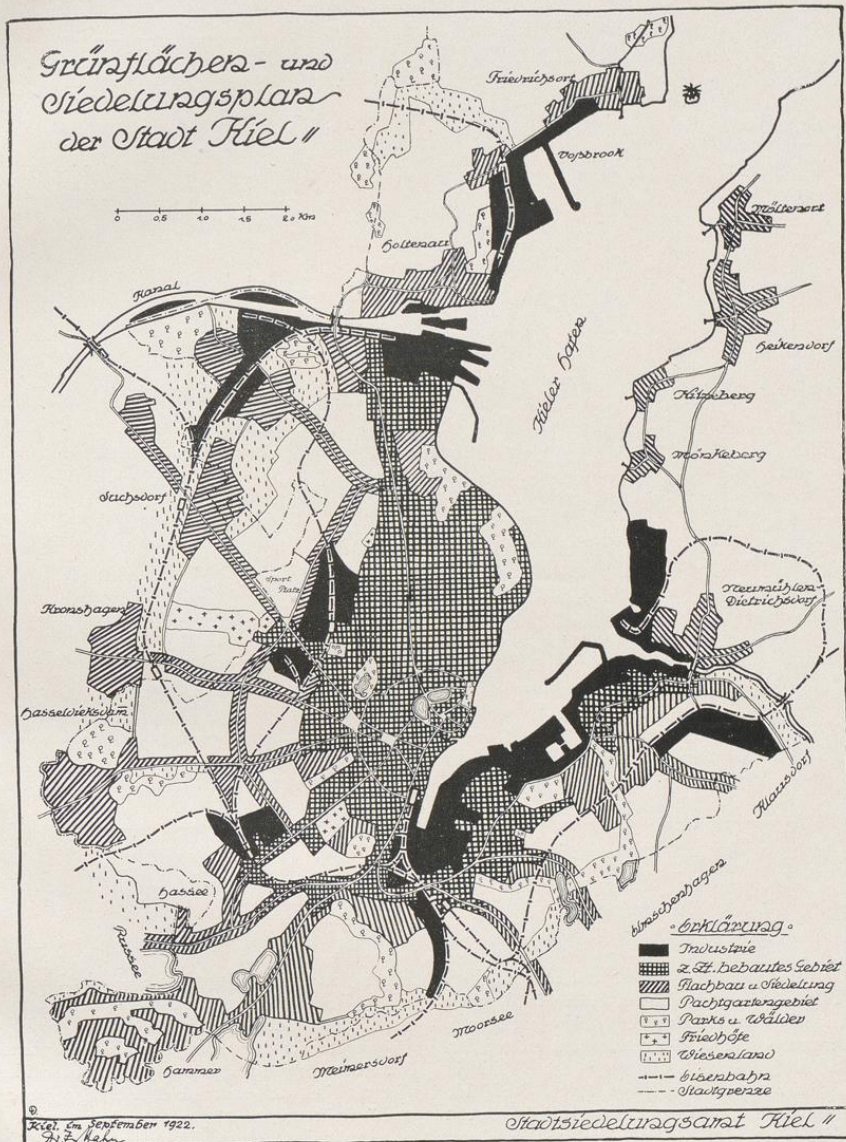 Grünflächen- und
Siedelungsplan
der Stadt Kiel"
0 0,5 1,0 1,5 2,0 Km
Friedrichsort
Voßbrook
Möltenort
Holtenau
Kanal
Heikendorf
Kieler Hafen
Kitzeberg
Mönkeberg
Suchsdorf
Sport
Platz
Neumühlen-
Dietrichsdorf
Kronshagen
Hasseldieksdam
Klausdorf
Hassee
Elmschenhagen
Russee
Moorsee
Meimersdorf
Hammer
Erklärung
Industrie
z. Zt. bebautes Gebiet
Flachbau u. Siedelung
Pachtgartengebiet
Parks u. Wälder
Friedhöfe
Wiesenland
Eisenbahn
Stadtgrenze
Kiel, im September 1922.
Stadtsiedelungsamt Kiel"